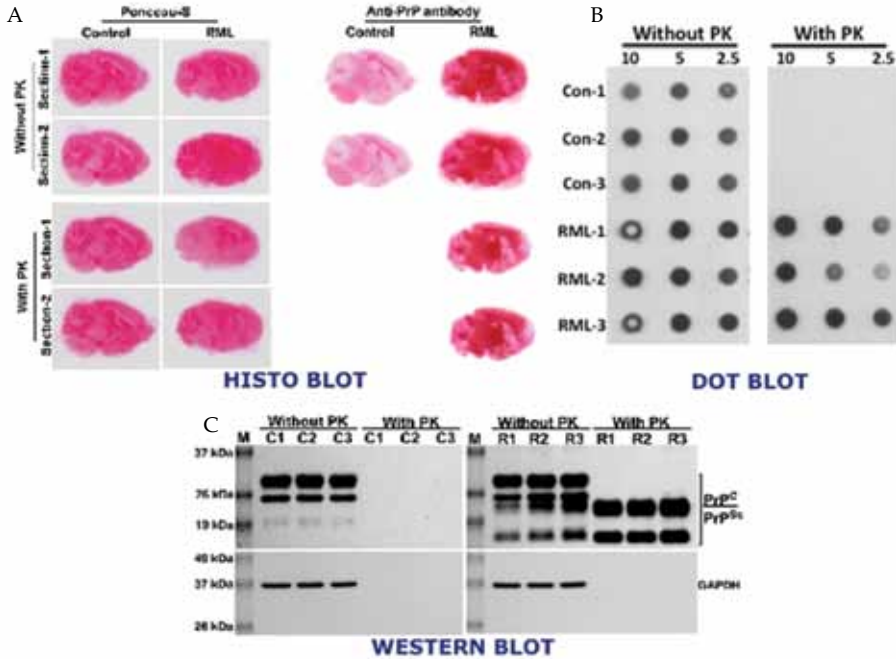 A
Ponceau-S
Anti-PrP antibody
Control RML Control RML
Without PK
Section-1
Section-2
With PK
Section-1
Section-2
HISTO BLOT
B
Without PK With PK
10 5 2.5 10 5 2.5
Con-1
Con-2
Con-3
RML-1
RML-2
RML-3
DOT BLOT
C
Without PK With PK Without PK With PK
M C1 C2 C3 C1 C2 C3 M R1 R2 R3 R1 R2 R3
37 kDa
25 kDa
19 kDa
PrPᶜ
PrPˢᶜ
49 kDa
37 kDa
26 kDa
GAPDH
WESTERN BLOT